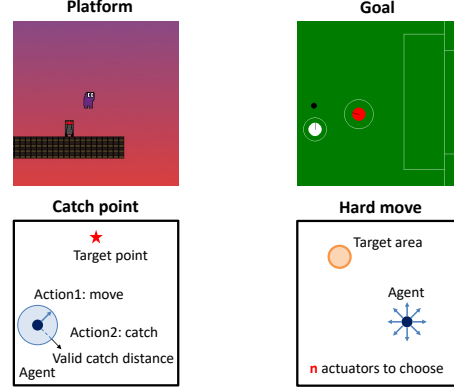 Platform
Goal
Catch point
Target point
Action1: move
Action2: catch
Valid catch distance
Agent
Hard move
Target area
Agent
n actuators to choose